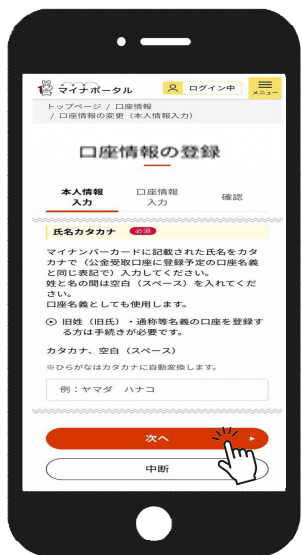 マイナポータル
ログイン中
メニュー
トップページ / 口座情報
/ 口座情報の変更（本人情報入力）
口座情報の登録
本人情報
入力
口座情報
入力
確認
氏名カタカナ 必須
マイナンバーカードに記載された氏名をカタ
カナで（公金受取口座に登録予定の口座名義
と同じ表記で）入力してください。
姓と名の間は空白（スペース）を入れてくだ
さい。
口座名義としても使用します。
旧姓（旧氏）・通称等名義の口座を登録す
る方は手続きが必要です。
カタカナ、空白（スペース）
※ひらがなはカタカナに自動変換します。
例：ヤマダ　ハナコ
次へ
中断